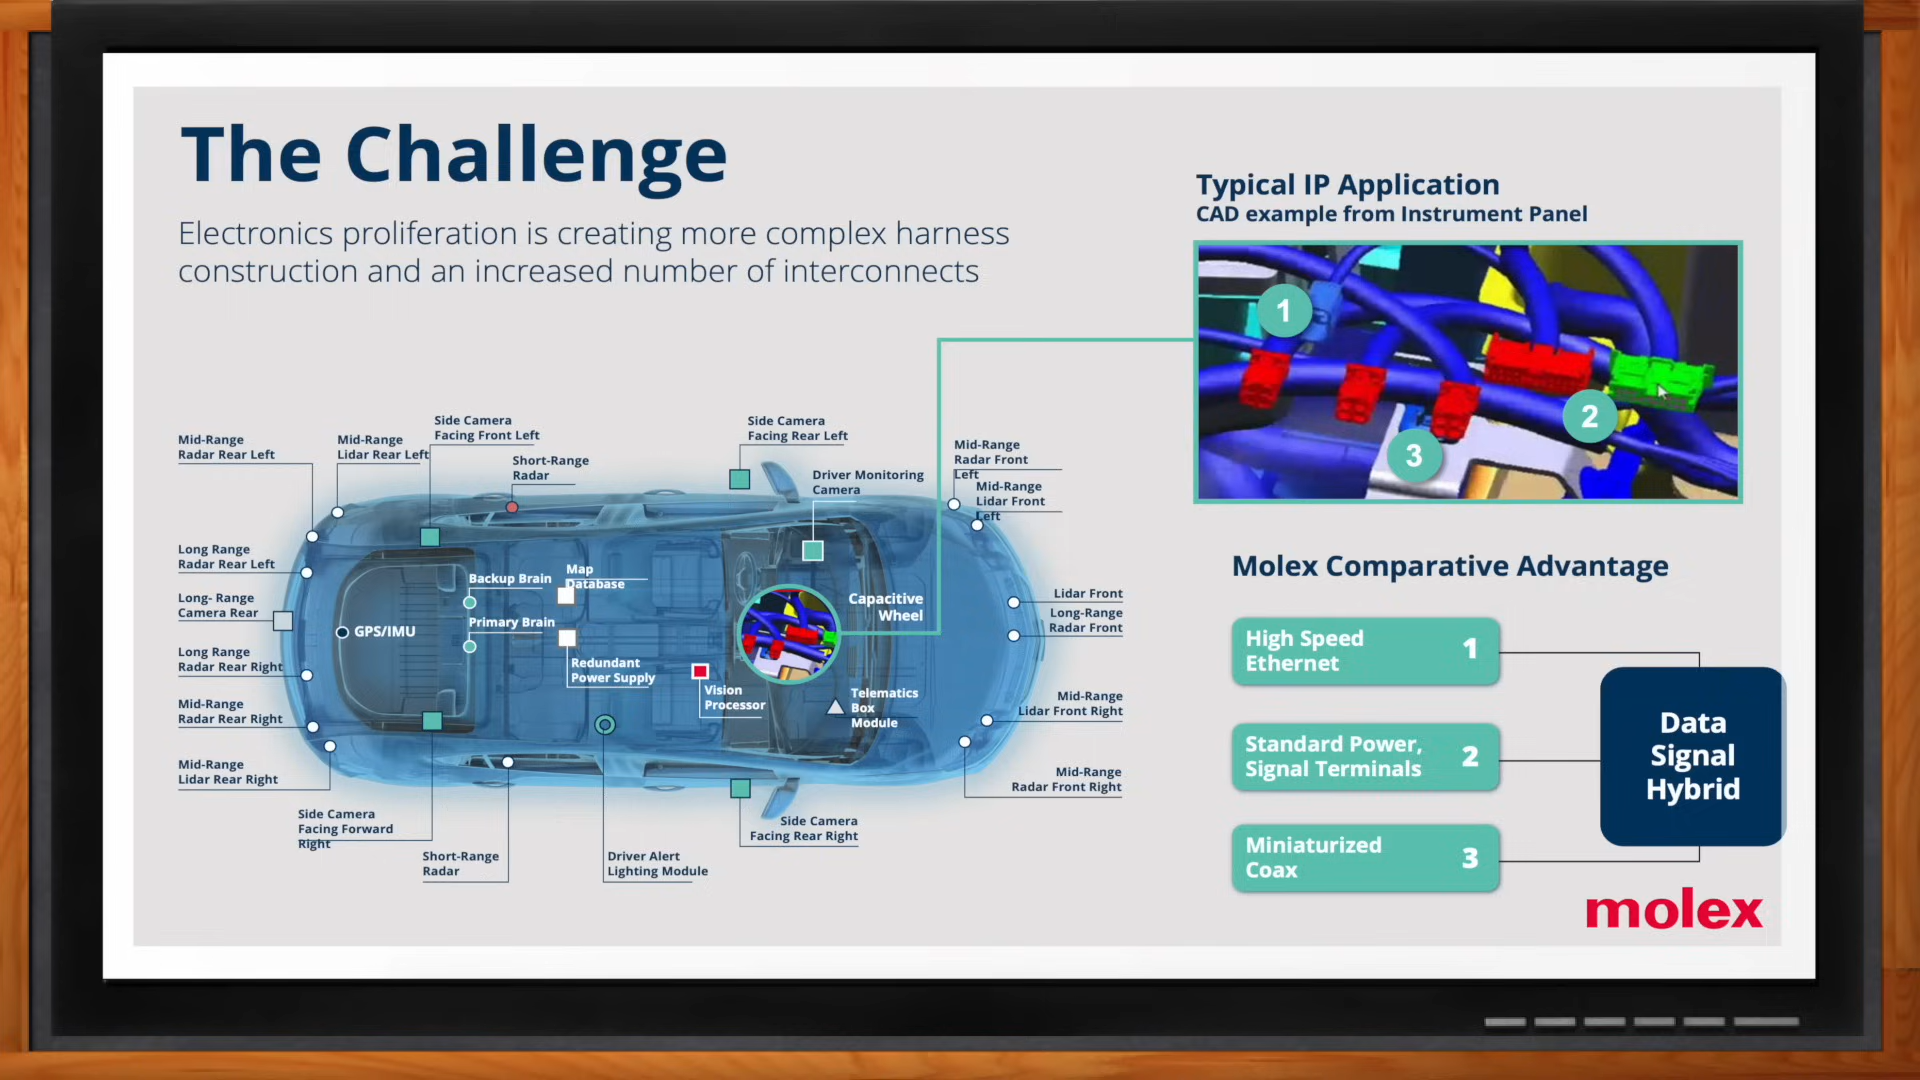 The Challenge
Electronics proliferation is creating more complex harness
construction and an increased number of interconnects
Typical IP Application
CAD example from Instrument Panel
1
2
3
Mid-Range
Radar Rear Left
Mid-Range
Lidar Rear Left
Side Camera
Facing Front Left
Short-Range
Radar
Side Camera
Facing Rear Left
Driver Monitoring
Camera
Mid-Range
Radar Front
Left
Mid-Range
Lidar Front
Left
Long Range
Radar Rear Left
Long- Range
Camera Rear
GPS/IMU
Long Range
Radar Rear Right
Mid-Range
Radar Rear Right
Mid-Range
Lidar Rear Right
Backup Brain
Map
Database
Primary Brain
Redundant
Power Supply
Vision
Processor
Capacitive
Wheel
Telematics
Box
Module
Lidar Front
Long-Range
Radar Front
Mid-Range
Lidar Front Right
Mid-Range
Radar Front Right
Side Camera
Facing Forward
Right
Short-Range
Radar
Driver Alert
Lighting Module
Side Camera
Facing Rear Right
Molex Comparative Advantage
High Speed
Ethernet
1
Standard Power,
Signal Terminals
2
Miniaturized
Coax
3
Data
Signal
Hybrid
molex